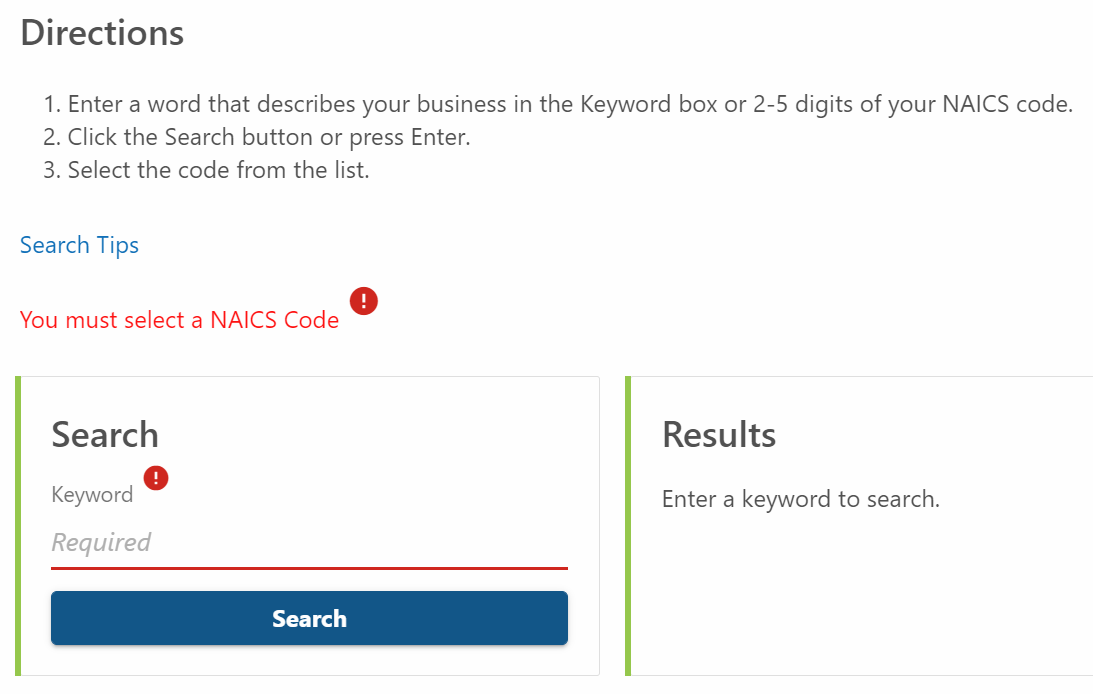 Directions
1. Enter a word that describes your business in the Keyword box or 2-5 digits of your NAICS code.
2. Click the Search button or press Enter.
3. Select the code from the list.
Search Tips
You must select a NAICS Code
Search
Keyword
Required
Search
Results
Enter a keyword to search.